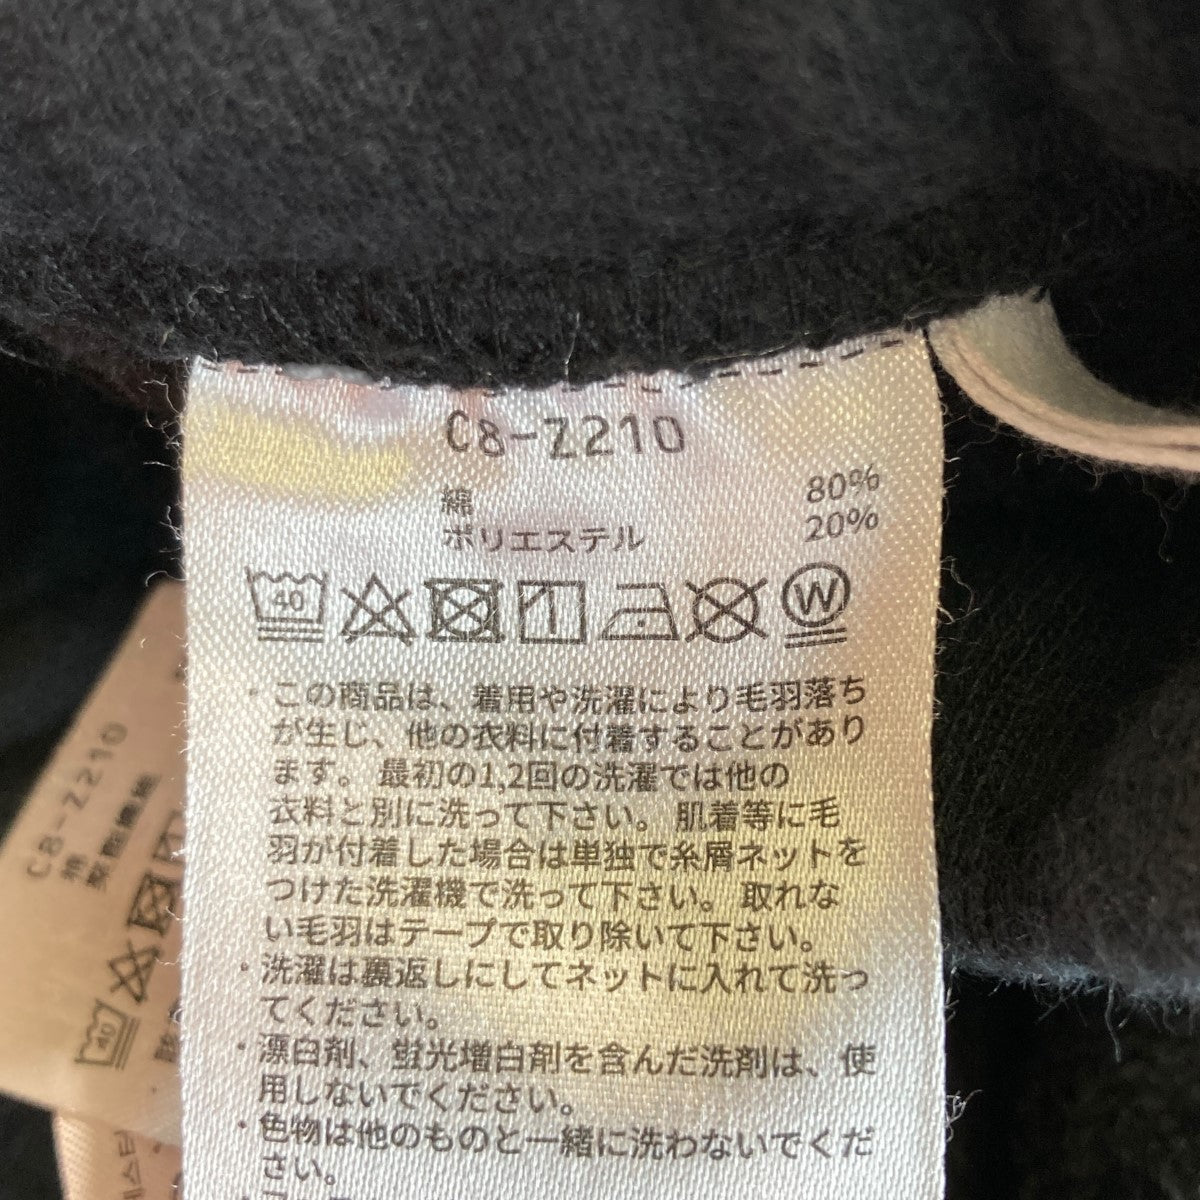 C8-Z210
綿 80%
ポリエステル 20%
40
W
・この商品は、着用や洗濯により毛羽落ち
が生じ、他の衣料に付着することがあり
ます。 最初の1,2回の洗濯では他の
衣料と別に洗って下さい。 肌着等に毛
羽が付着した場合は単独で糸屑ネットを
つけた洗濯機で洗って下さい。 取れな
い毛羽はテープで取り除いて下さい。
・洗濯は裏返しにしてネットに入れて洗っ
てください。
・漂白剤、蛍光増白剤を含んだ洗剤は、使
用しないでください。
・色物は他のものと一緒に洗わないでくだ
さい。
C8-Z210
棉
聚酯纖維
40